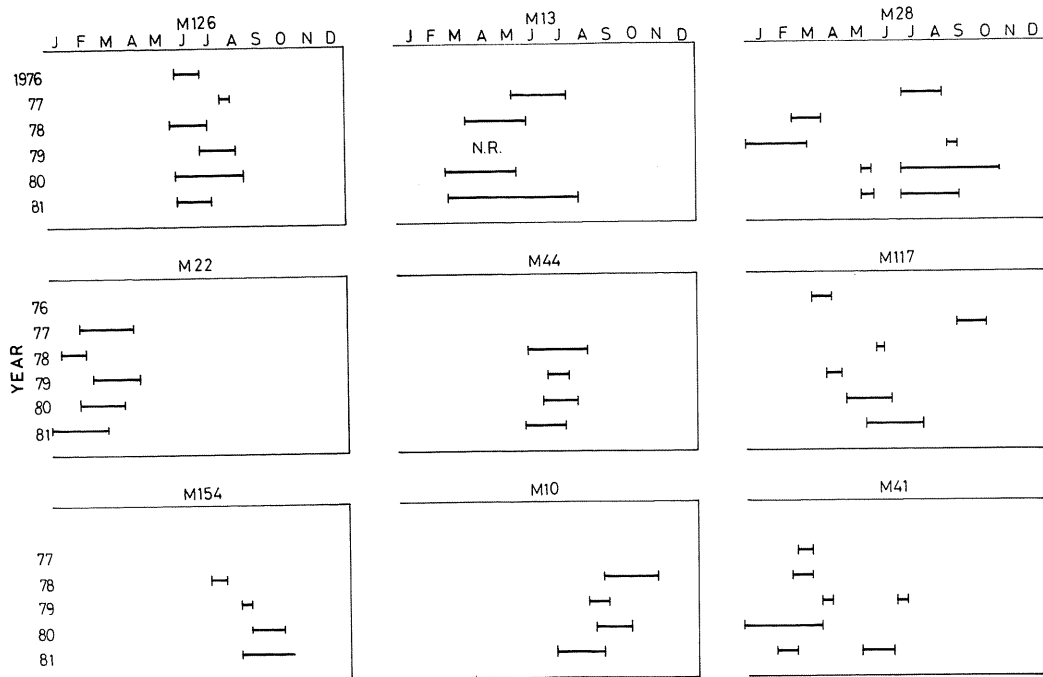 M126 M13 M28
J F M A M J J A S O N D J F M A M J J A S O N D J F M A M J J A S O N D
1976
77
78
79 N.R.
80
81
M22 M44 M117
YEAR
76
77
78
79
80
81
M154 M10 M41
77
78
79
80
81